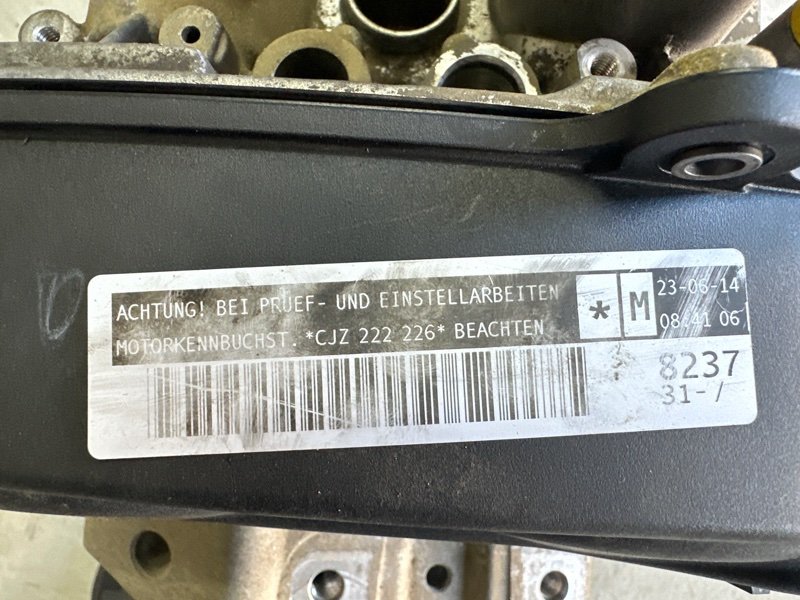 ACHTUNG! BEI PRUEF- UND EINSTELLARBEITEN
MOTORKENNBUCHST. *CJZ 222 226* BEACHTEN
* M
23-06-14
08:41 06
8237
31-/